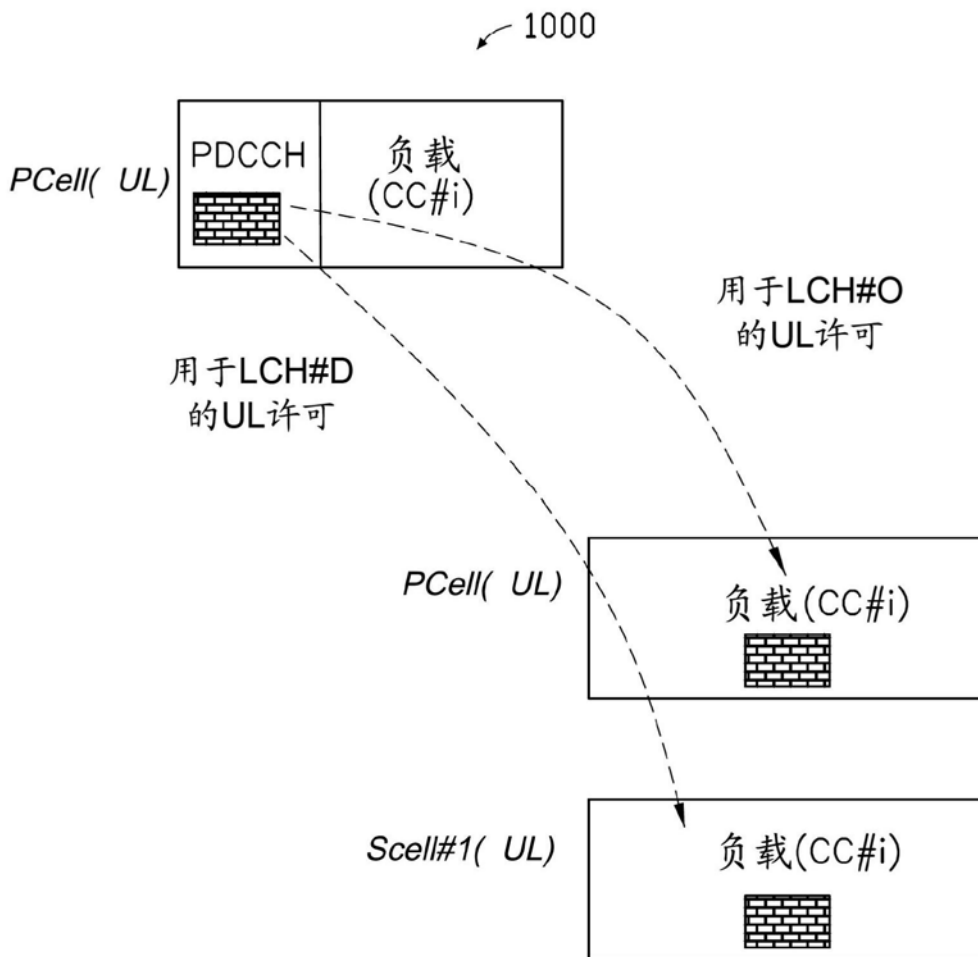 1000
PDCCH
负载
(CC#i)
PCell( UL)
用于LCH#O
的UL许可
用于LCH#D
的UL许可
PCell( UL)
负载(CC#i)
Scell#1( UL)
负载(CC#i)